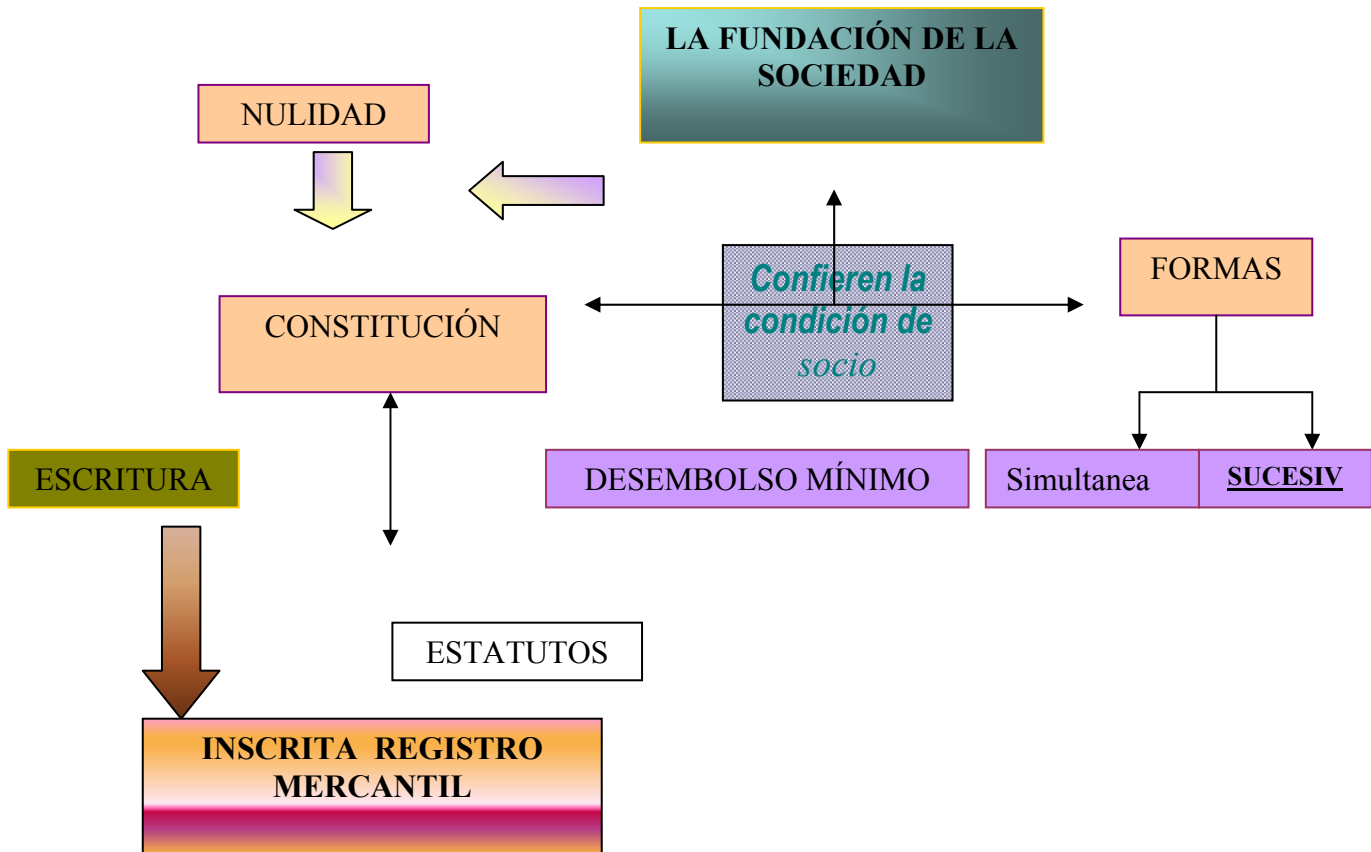 LA FUNDACIÓN DE LA
SOCIEDAD
NULIDAD
FORMAS
Confieren la
condición de
socio
CONSTITUCIÓN
ESCRITURA
DESEMBOLSO MÍNIMO
Simultanea
SUCESIV
ESTATUTOS
INSCRITA REGISTRO
MERCANTIL